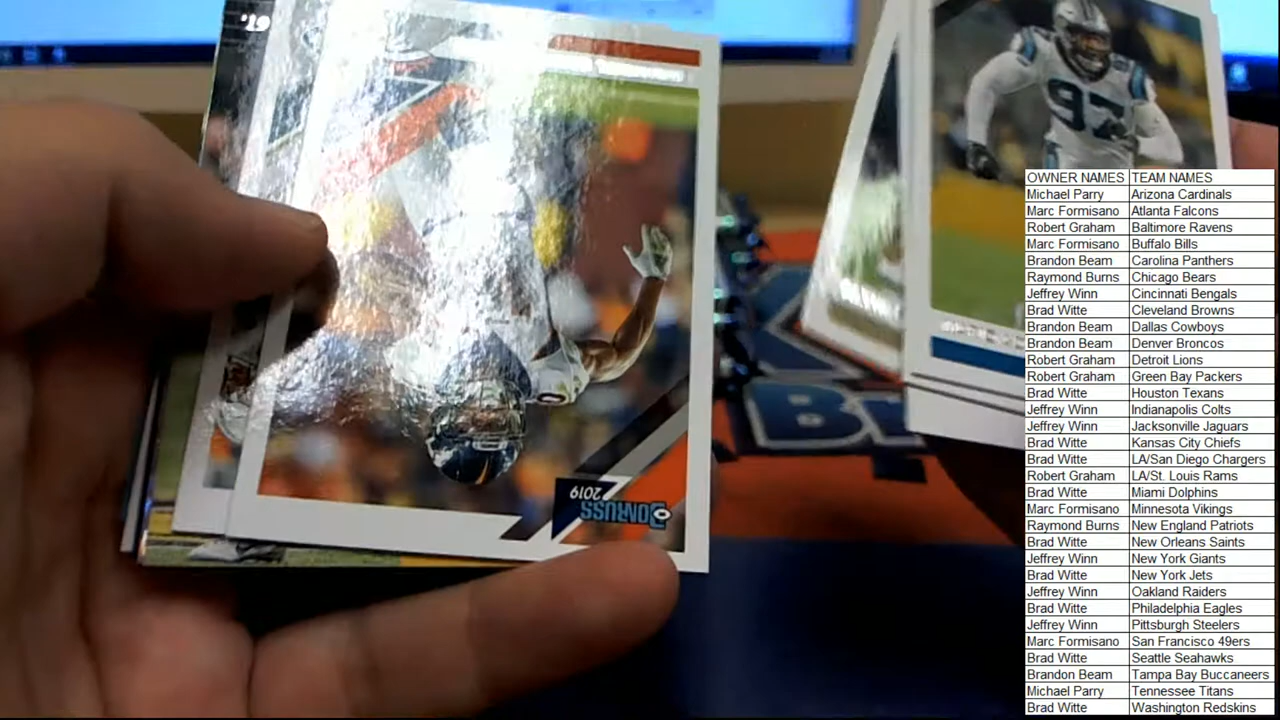 19.
97
DONRUSS
2019
OWNER NAMES TEAM NAMES
Michael Parry Arizona Cardinals
Marc Formisano Atlanta Falcons
Robert Graham Baltimore Ravens
Marc Formisano Buffalo Bills
Brandon Beam Carolina Panthers
Raymond Burns Chicago Bears
Jeffrey Winn Cincinnati Bengals
Brad Witte Cleveland Browns
Brandon Beam Dallas Cowboys
Brandon Beam Denver Broncos
Robert Graham Detroit Lions
Robert Graham Green Bay Packers
Brad Witte Houston Texans
Jeffrey Winn Indianapolis Colts
Jeffrey Winn Jacksonville Jaguars
Brad Witte Kansas City Chiefs
Brad Witte LA/San Diego Chargers
Robert Graham LA/St. Louis Rams
Brad Witte Miami Dolphins
Marc Formisano Minnesota Vikings
Raymond Burns New England Patriots
Brad Witte New Orleans Saints
Jeffrey Winn New York Giants
Brad Witte New York Jets
Jeffrey Winn Oakland Raiders
Brad Witte Philadelphia Eagles
Jeffrey Winn Pittsburgh Steelers
Marc Formisano San Francisco 49ers
Brad Witte Seattle Seahawks
Brandon Beam Tampa Bay Buccaneers
Michael Parry Tennessee Titans
Brad Witte Washington Redskins